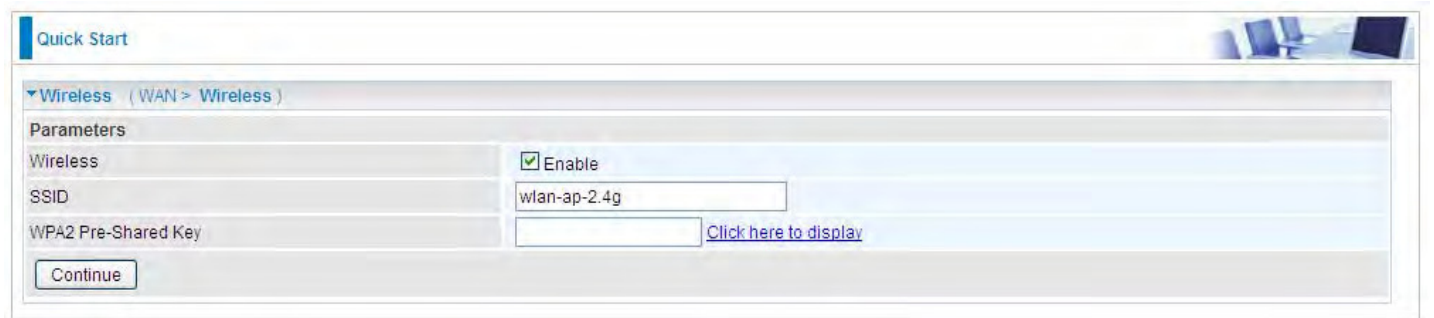 Quick Start
Wireless ( WAN > Wireless )
Parameters
Wireless Enable
SSID wlan-ap-2.4g
WPA2 Pre-Shared Key Click here to display
Continue